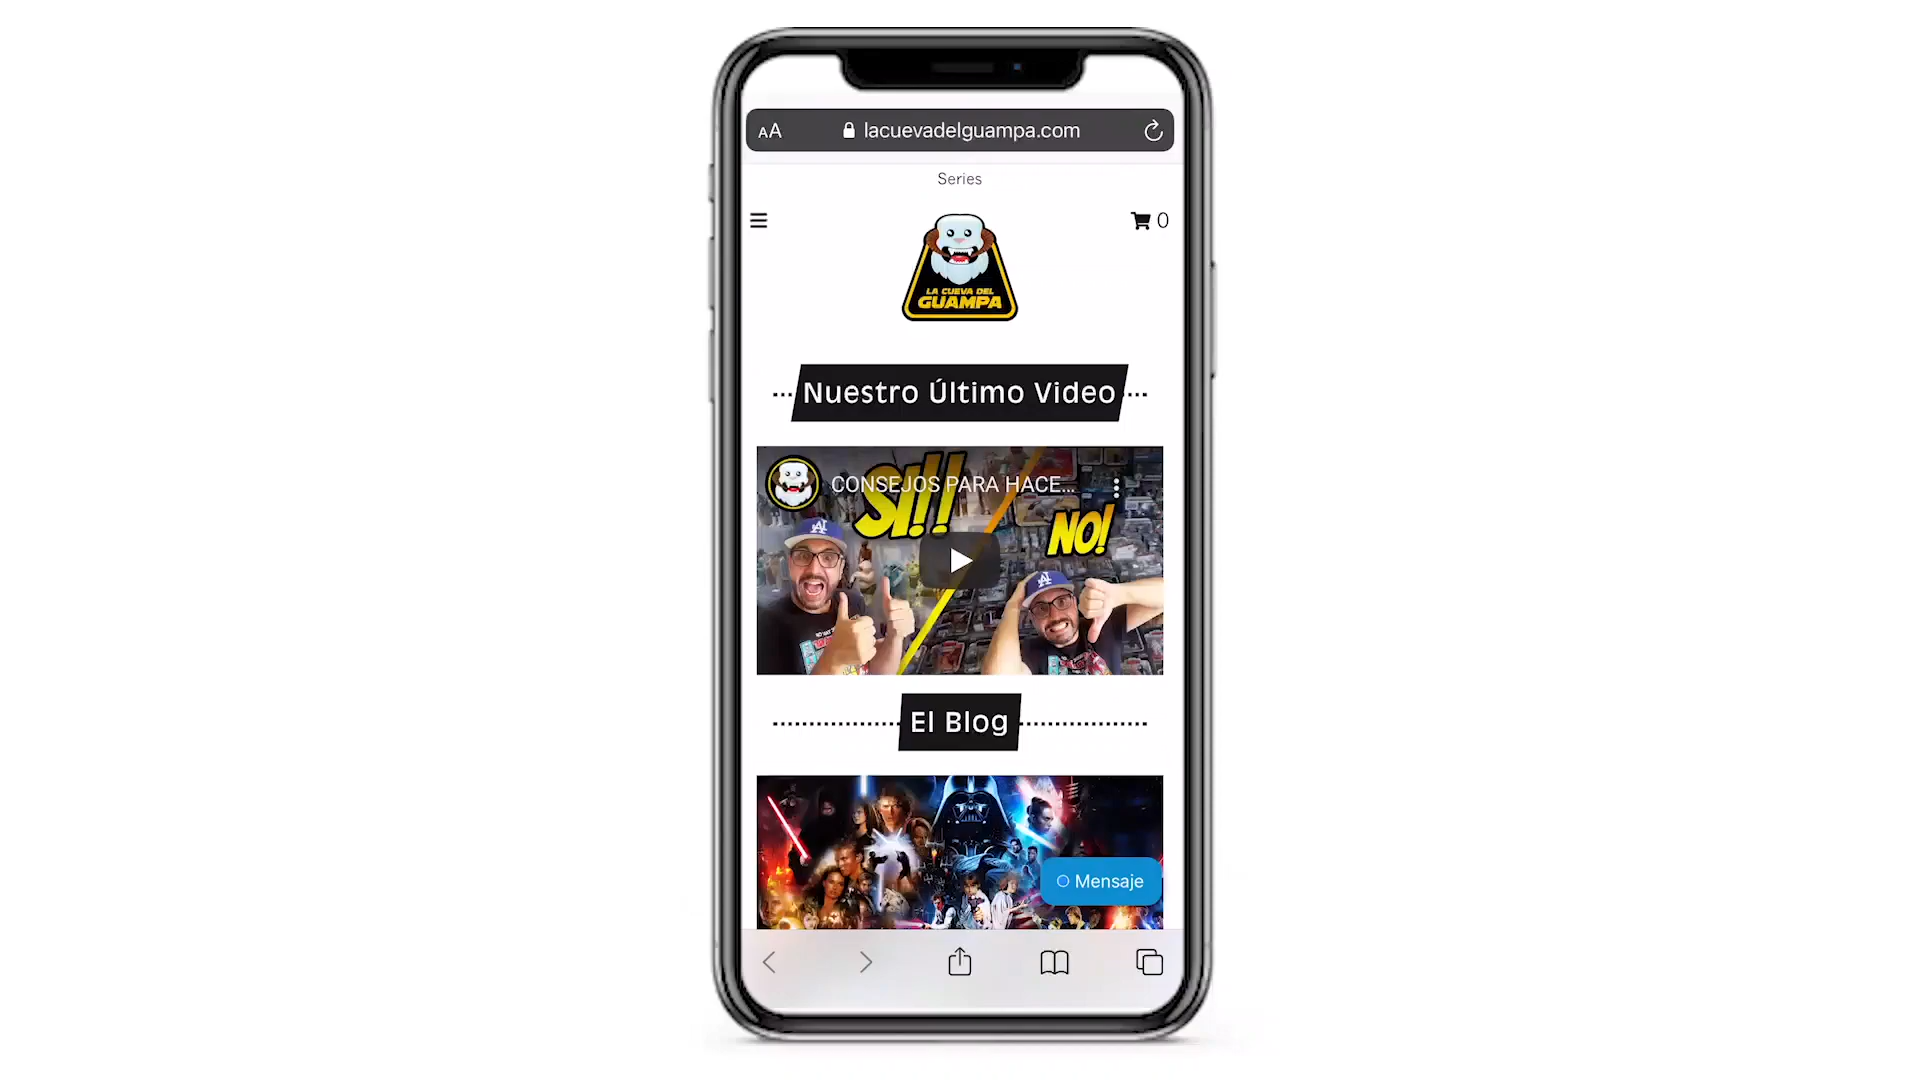 AA lacuevadelguampa.com
Series
0
LA CUEVA DEL
GUAMPA
Nuestro Último Video
CONSEJOS PARA HACE...
SI!!
NO!
El Blog
Mensaje